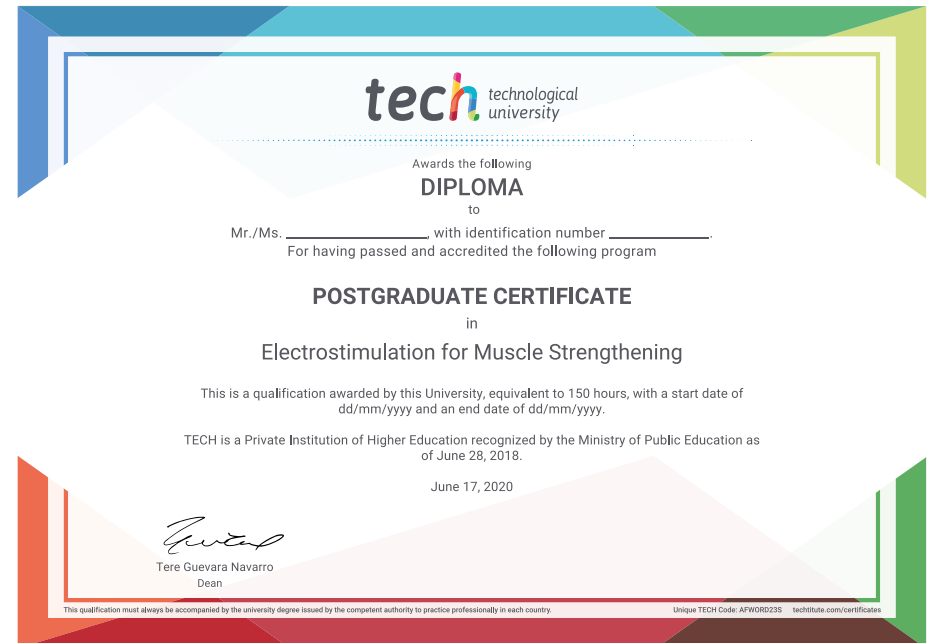 tech technological
university
Awards the following
DIPLOMA
to
Mr./Ms. ____________, with identification number ____________.
For having passed and accredited the following program
POSTGRADUATE CERTIFICATE
in
Electrostimulation for Muscle Strengthening
This is a qualification awarded by this University, equivalent to 150 hours, with a start date of
dd/mm/yyyy and an end date of dd/mm/yyyy.
TECH is a Private Institution of Higher Education recognized by the Ministry of Public Education as
of June 28, 2018.
June 17, 2020
Tere Guevara Navarro
Dean
This qualification must always be accompanied by the university degree issued by the competent authority to practice professionally in each country. Unique TECH Code: AFWORD23S techtitute.com/certificates